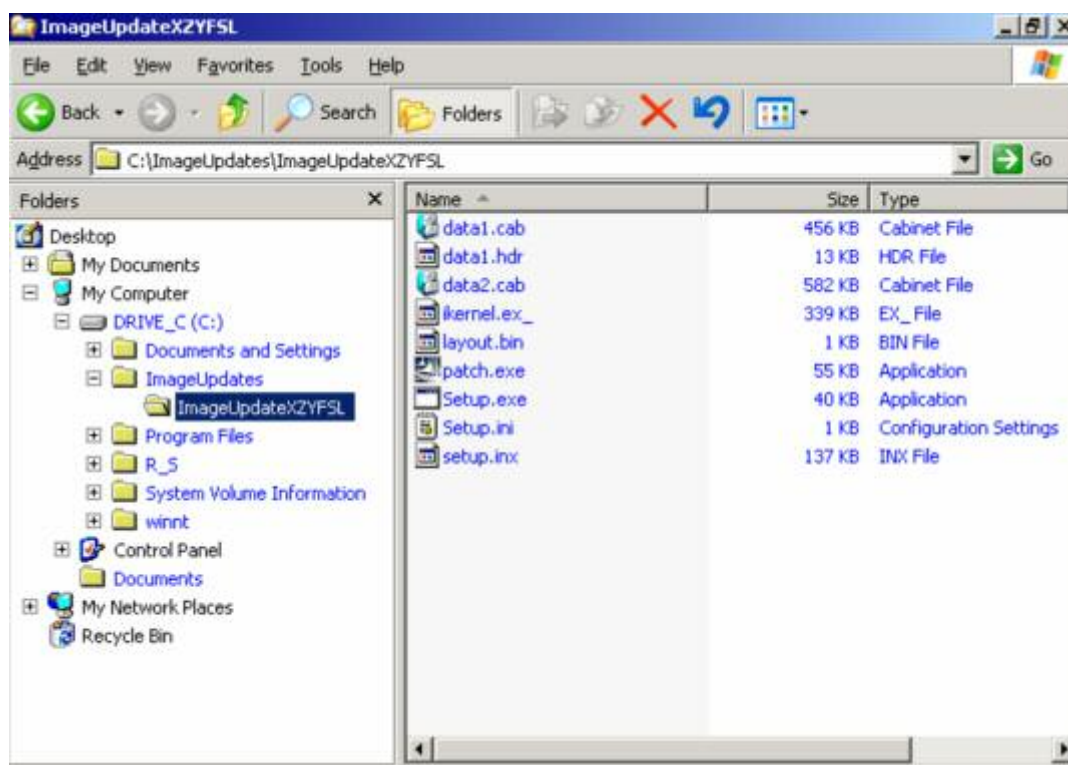 ImageUpdateXZYFSL
File Edit View Favorites Tools Help
Back Search Folders
Address C:\ImageUpdates\ImageUpdateXZYFSL Go
Folders
Desktop
My Documents
My Computer
DRIVE_C (C:)
Documents and Settings
ImageUpdates
ImageUpdateXZYFSL
Program Files
R_S
System Volume Information
winnt
Control Panel
Documents
My Network Places
Recycle Bin
Name Size Type
data1.cab 456 KB Cabinet File
data1.hdr 13 KB HDR File
data2.cab 582 KB Cabinet File
ikernel.ex_ 339 KB EX_ File
layout.bin 1 KB BIN File
patch.exe 55 KB Application
Setup.exe 40 KB Application
Setup.ini 1 KB Configuration Settings
setup.inx 137 KB INX File